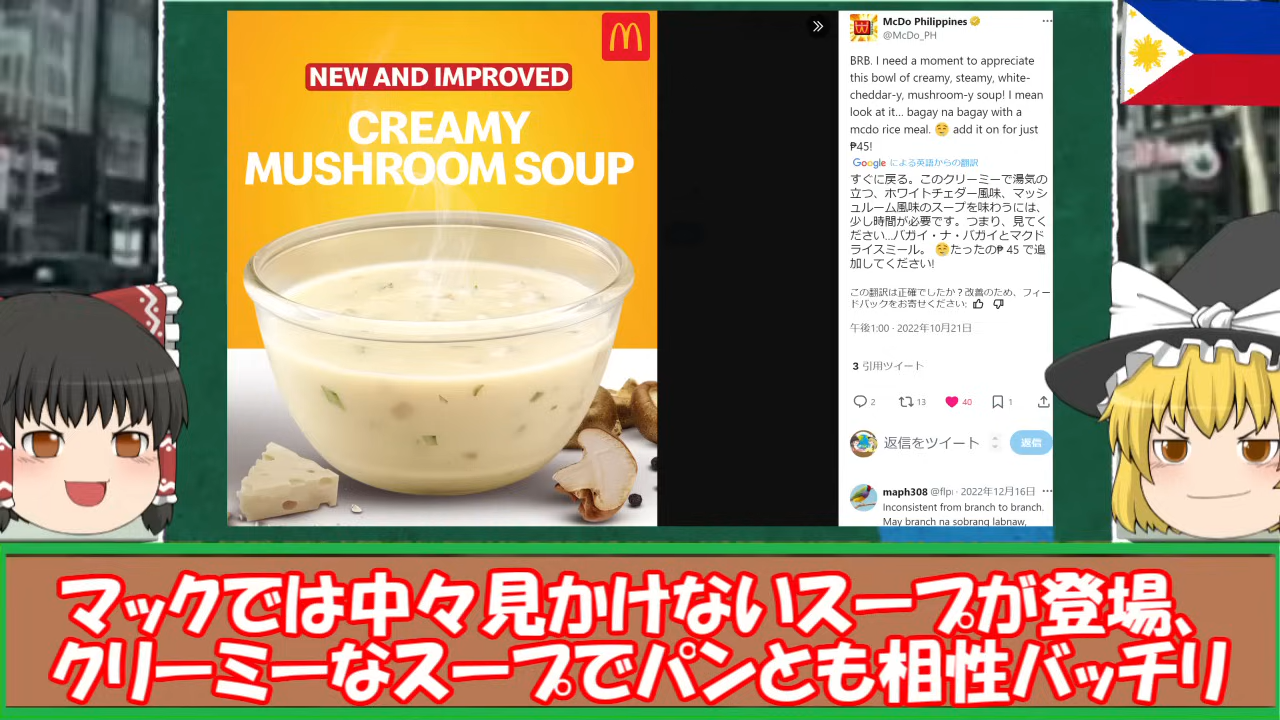 NEW AND IMPROVED
CREAMY
MUSHROOM SOUP
McDo Philippines
@McDo_PH
BRB. I need a moment to appreciate
this bowl of creamy, steamy, white-
cheddar-y, mushroom-y soup! I mean
look at it... bagay na bagay with a
mcdo rice meal. 😌 add it on for just
₱45!
Google による英語からの翻訳
すぐに戻る。このクリーミーで湯気の
立つ、ホワイトチェダー風味、マッシ
ュルーム風味のスープを味わうには、
少し時間が必要です。つまり、見てく
ださい...バガイ・ナ・バガイとマクド
ライスミール。 😌たったの₱ 45 で追
加してください!
この翻訳は正確でしたか？改善のため、フィー
ドバックをお寄せください:
午後1:00 · 2022年10月21日
3 引用ツイート
2 13 40 1
返信をツイート
返信
maph308 @flpi · 2022年12月16日
Inconsistent from branch to branch.
May branch na sobrang labnaw,
マックでは中々見かけないスープが登場、
クリーミーなスープでパンとも相性バッチリ